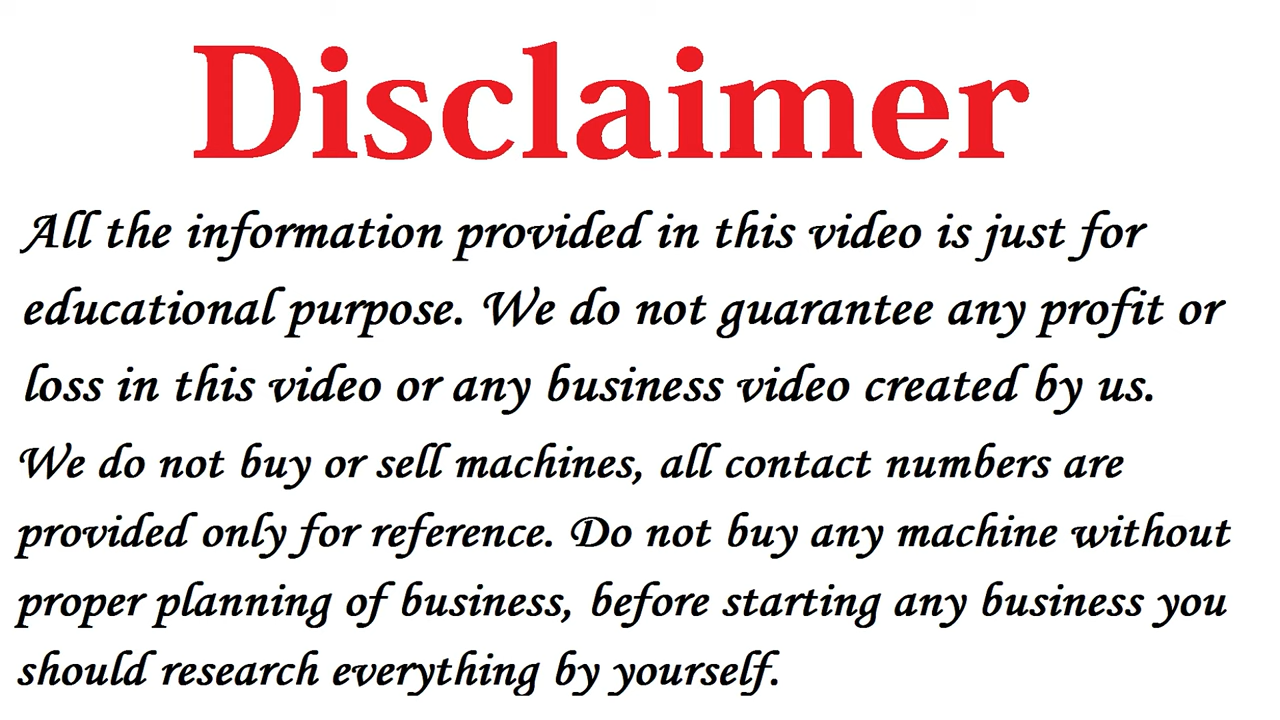 Disclaimer
All the information provided in this video is just for
educational purpose. We do not guarantee any profit or
loss in this video or any business video created by us.
We do not buy or sell machines, all contact numbers are
provided only for reference. Do not buy any machine without
proper planning of business, before starting any business you
should research everything by yourself.